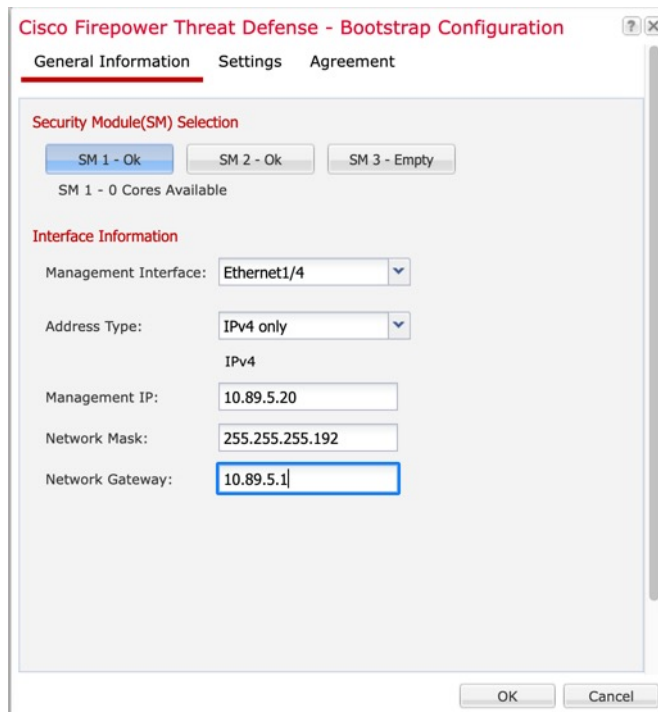 Cisco Firepower Threat Defense - Bootstrap Configuration
General Information Settings Agreement
Security Module(SM) Selection
SM 1 - Ok SM 2 - Ok SM 3 - Empty
SM 1 - 0 Cores Available
Interface Information
Management Interface: Ethernet1/4
Address Type: IPv4 only
IPv4
Management IP: 10.89.5.20
Network Mask: 255.255.255.192
Network Gateway: 10.89.5.1
OK Cancel